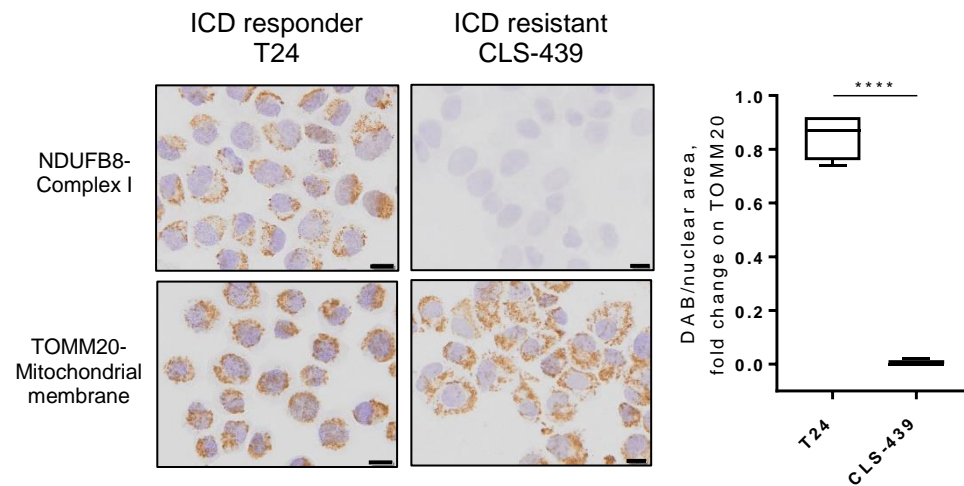 ICD responder
T24
ICD resistant
CLS-439
NDUFB8-
Complex I
TOMM20-
Mitochondrial
membrane
DAB/nuclear area,
fold change on TOMM20
1.0
0.8
0.6
0.4
0.2
0.0
****
T24
CLS-439